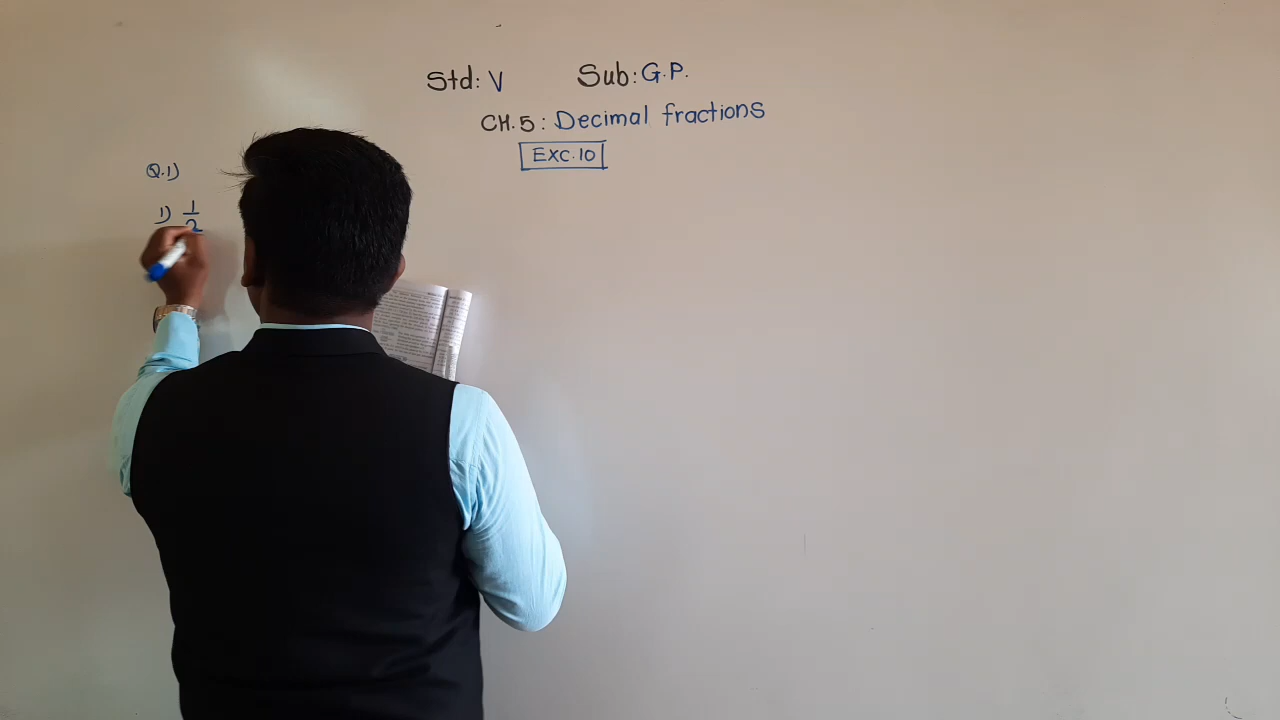 Std: V Sub: G.P.
CH.5: Decimal fractions
EXC.10
Q.1)
1) 1/2